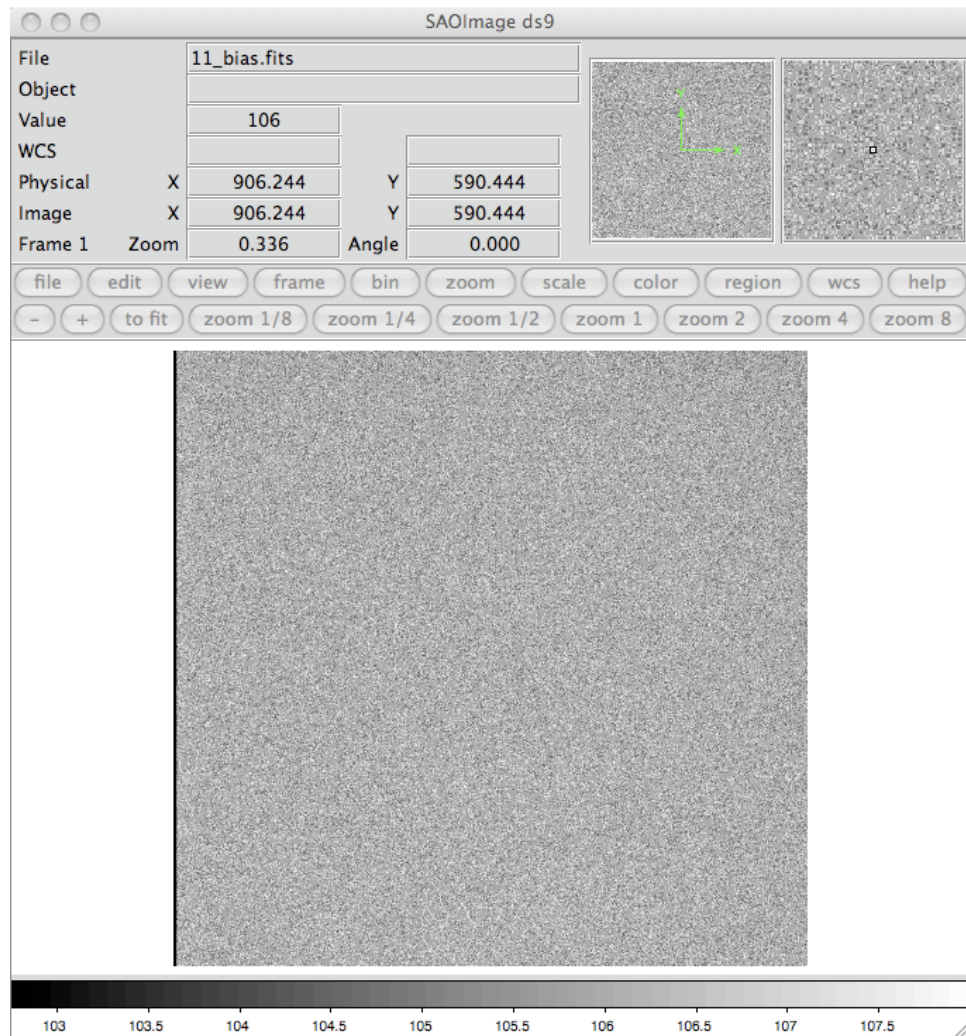 SAOImage ds9
File 11_bias.fits
Object
Value 106
WCS
Physical X 906.244 Y 590.444
Image X 906.244 Y 590.444
Frame 1 Zoom 0.336 Angle 0.000
file edit view frame bin zoom scale color region wcs help
- + to fit zoom 1/8 zoom 1/4 zoom 1/2 zoom 1 zoom 2 zoom 4 zoom 8
103 103.5 104 104.5 105 105.5 106 106.5 107 107.5